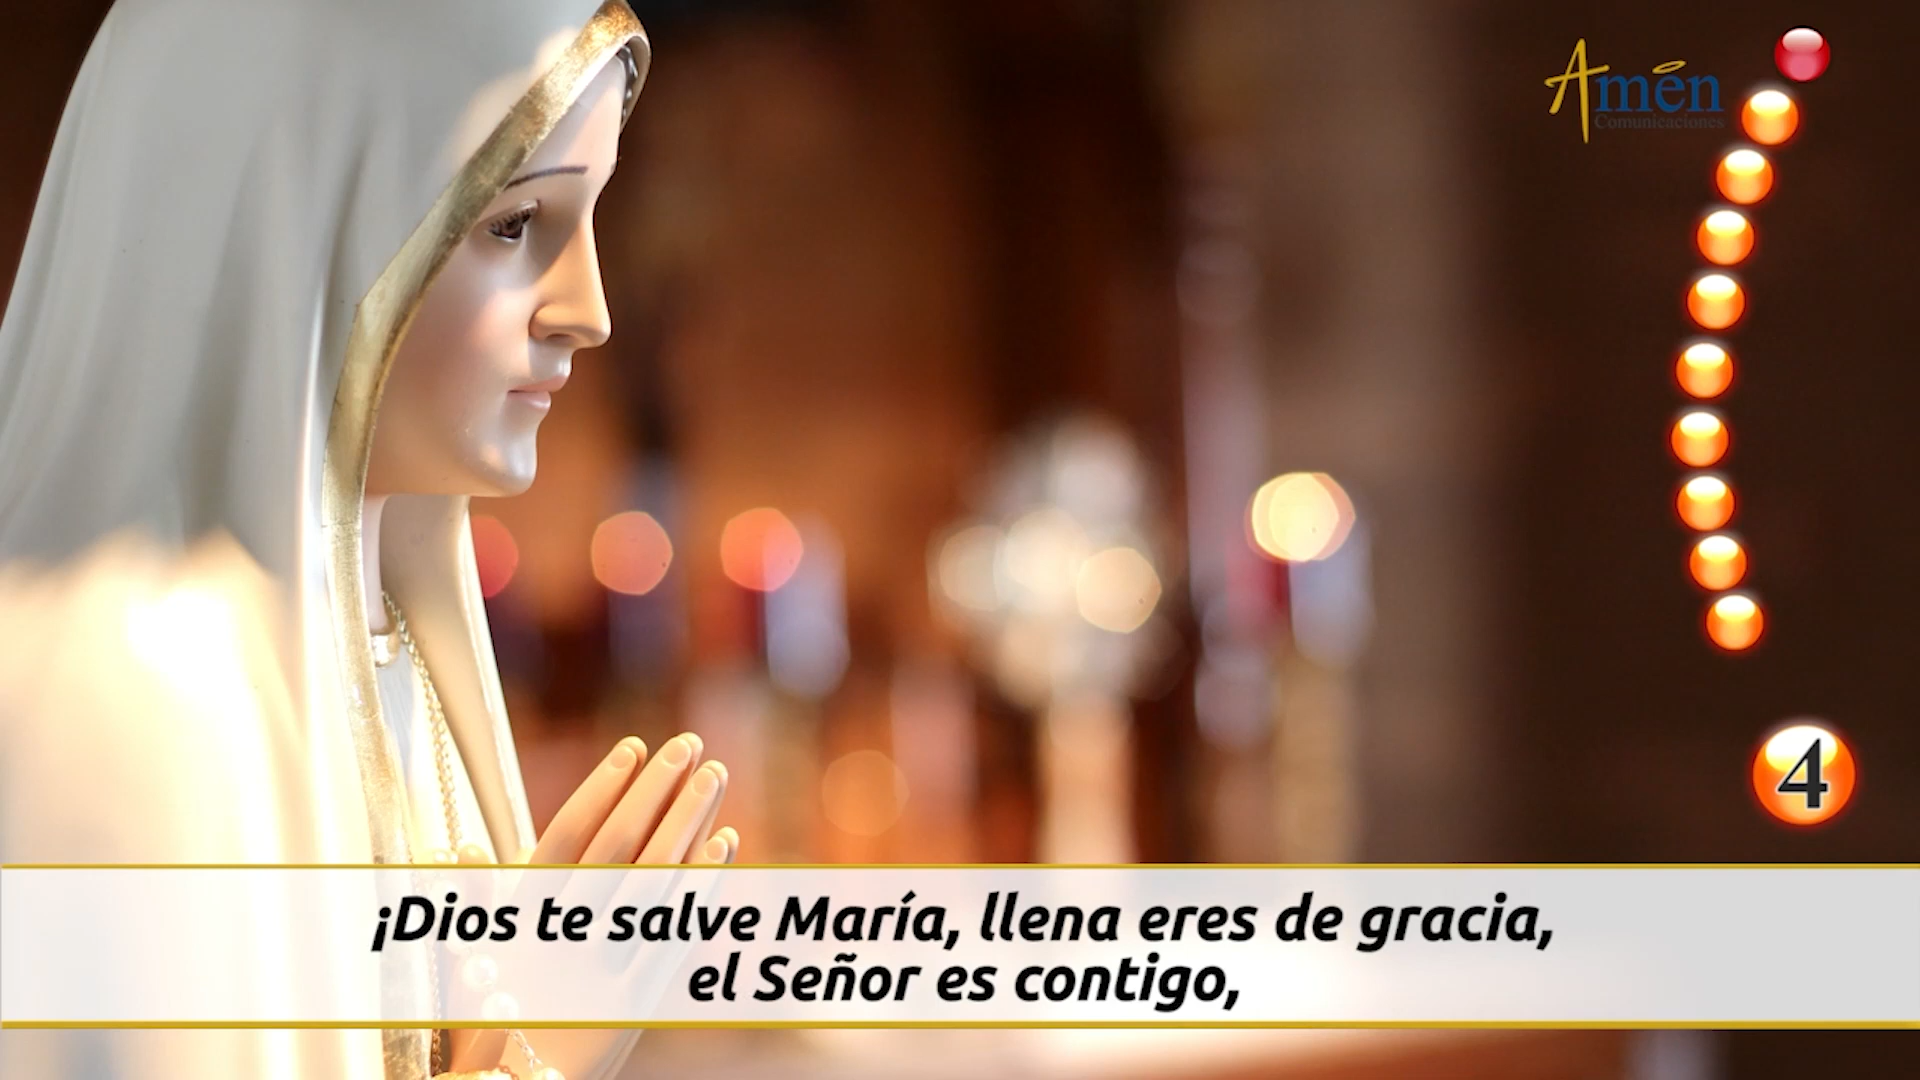 Amén
Comunicaciones
4
¡Dios te salve María, llena eres de gracia,
el Señor es contigo,